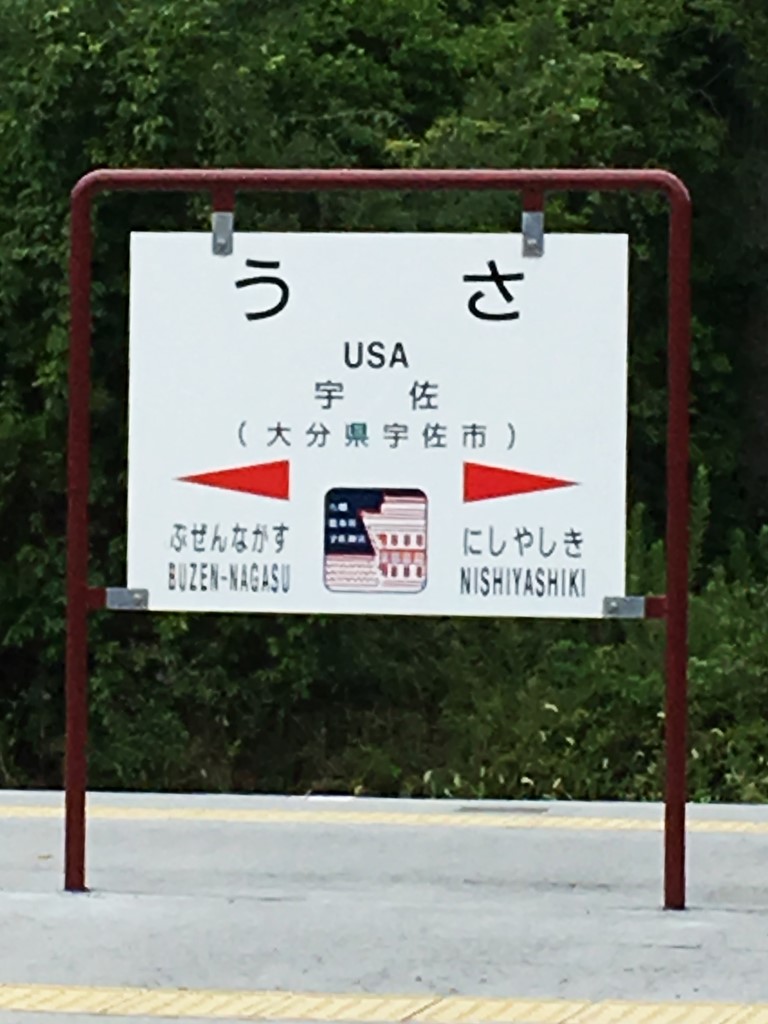 うさ
USA
宇佐
(大分県宇佐市)
ぶぜんながす にしやしき
BUZEN-NAGASU NISHIYASHIKI